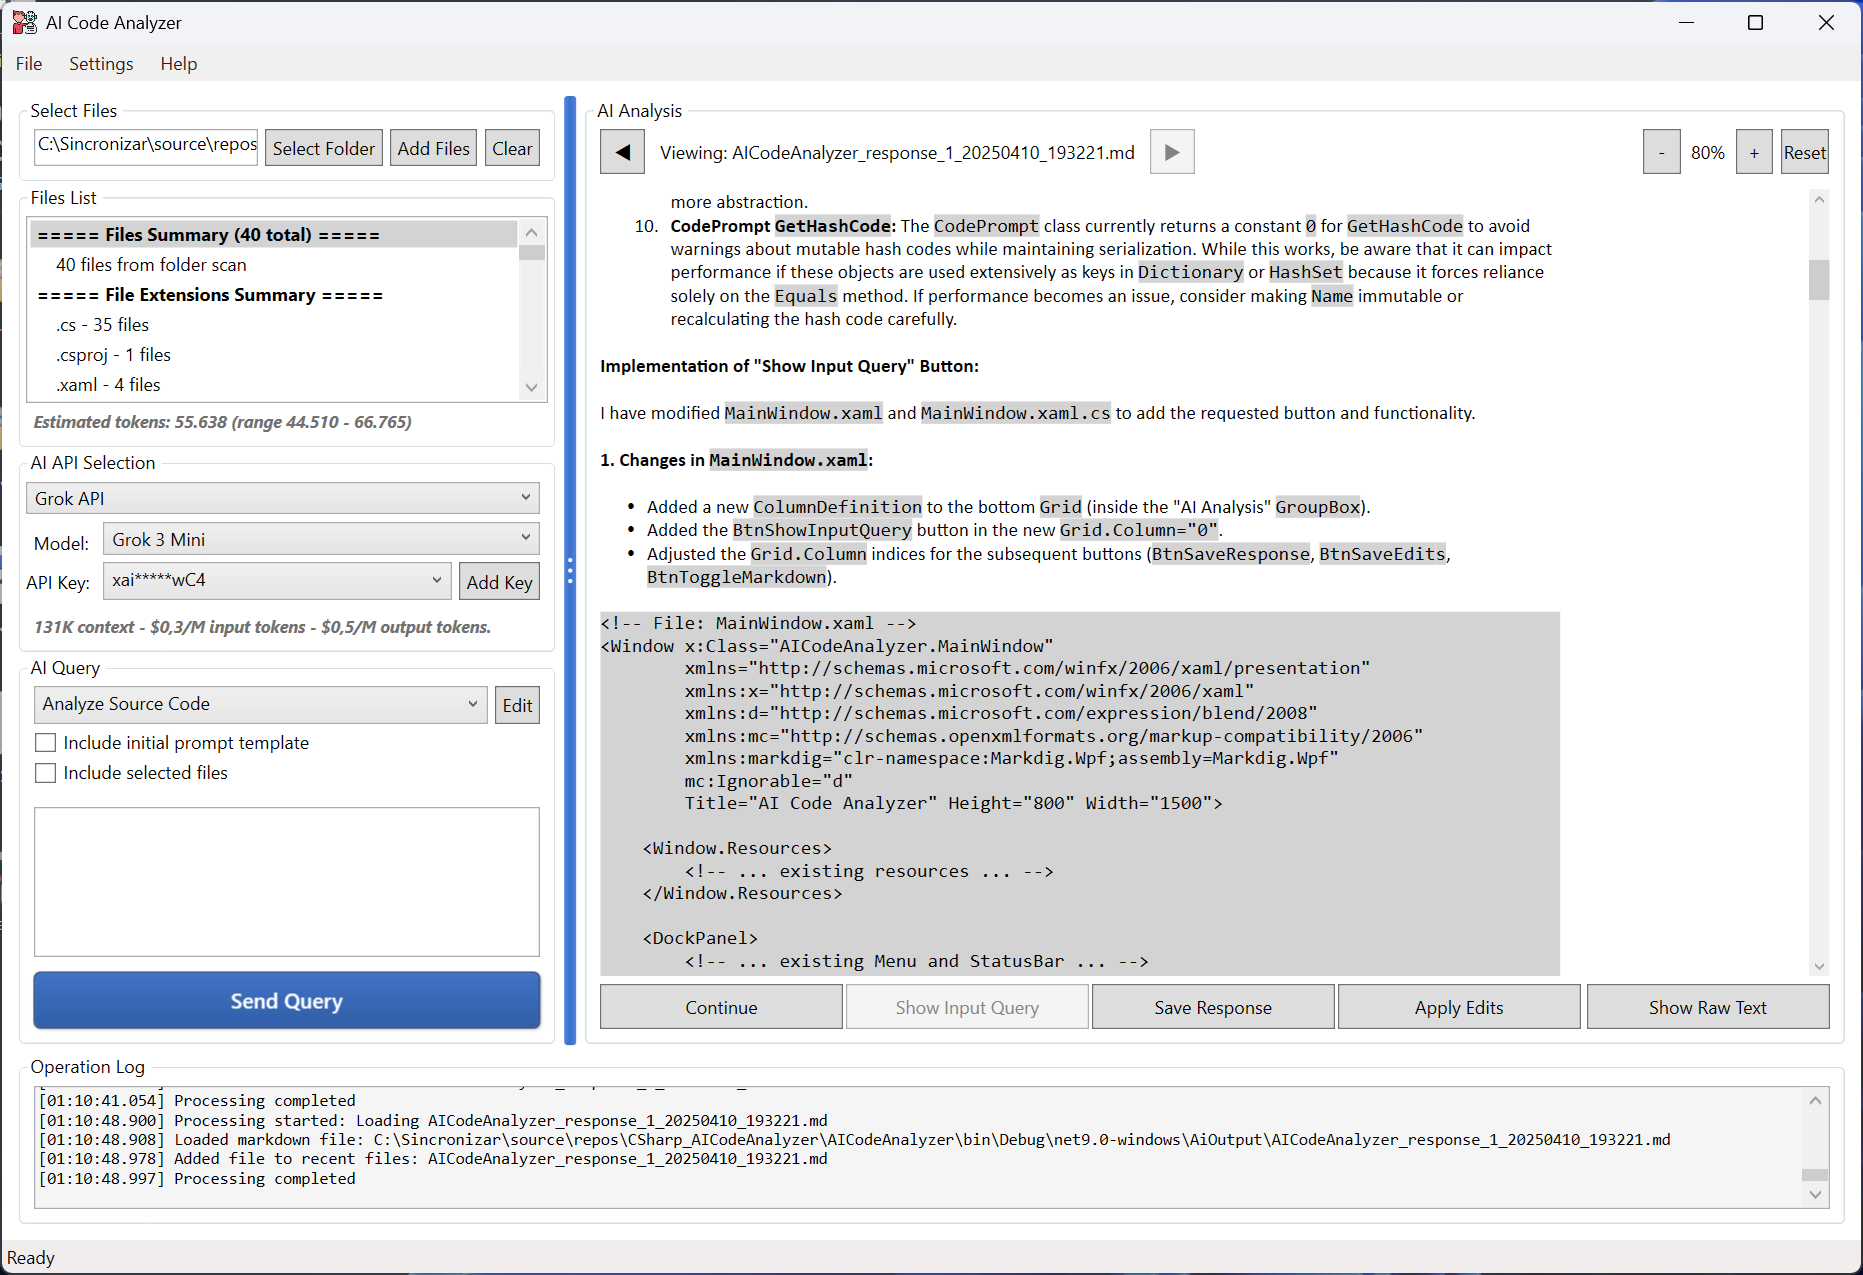 AI Code Analyzer
File Settings Help
Select Files
C:\Sincronizar\source\repos Select Folder Add Files Clear
Files List
===== Files Summary (40 total) =====
40 files from folder scan
===== File Extensions Summary =====
.cs - 35 files
.csproj - 1 files
.xaml - 4 files
Estimated tokens: 55.638 (range 44.510 - 66.765)
AI API Selection
Grok API
Model: Grok 3 Mini
API Key: xai*****wC4 Add Key
131K context - $0,3/M input tokens - $0,5/M output tokens.
AI Query
Analyze Source Code Edit
Include initial prompt template
Include selected files
Send Query
AI Analysis
◀ Viewing: AICodeAnalyzer_response_1_20250410_193221.md ▶ - 80% + Reset
more abstraction.
10. CodePrompt GetHashCode: The CodePrompt class currently returns a constant 0 for GetHashCode to avoid
warnings about mutable hash codes while maintaining serialization. While this works, be aware that it can impact
performance if these objects are used extensively as keys in Dictionary or HashSet because it forces reliance
solely on the Equals method. If performance becomes an issue, consider making Name immutable or
recalculating the hash code carefully.
Implementation of "Show Input Query" Button:
I have modified MainWindow.xaml and MainWindow.xaml.cs to add the requested button and functionality.
1. Changes in MainWindow.xaml:
• Added a new ColumnDefinition to the bottom Grid (inside the "AI Analysis" GroupBox).
• Added the BtnShowInputQuery button in the new Grid.Column="0".
• Adjusted the Grid.Column indices for the subsequent buttons (BtnSaveResponse, BtnSaveEdits,
BtnToggleMarkdown).
<!-- File: MainWindow.xaml -->
<Window x:Class="AICodeAnalyzer.MainWindow"
xmlns="http://schemas.microsoft.com/winfx/2006/xaml/presentation"
xmlns:x="http://schemas.microsoft.com/winfx/2006/xaml"
xmlns:d="http://schemas.microsoft.com/expression/blend/2008"
xmlns:mc="http://schemas.openxmlformats.org/markup-compatibility/2006"
xmlns:markdig="clr-namespace:Markdig.Wpf;assembly=Markdig.Wpf"
mc:Ignorable="d"
Title="AI Code Analyzer" Height="800" Width="1500">
<Window.Resources>
<!-- ... existing resources ... -->
</Window.Resources>
<DockPanel>
<!-- ... existing Menu and StatusBar ... -->
Continue Show Input Query Save Response Apply Edits Show Raw Text
Operation Log
[01:10:41.054] Processing completed
[01:10:48.900] Processing started: Loading AICodeAnalyzer_response_1_20250410_193221.md
[01:10:48.908] Loaded markdown file: C:\Sincronizar\source\repos\CSharp_AICodeAnalyzer\AICodeAnalyzer\bin\Debug\net9.0-windows\AiOutput\AICodeAnalyzer_response_1_20250410_193221.md
[01:10:48.978] Added file to recent files: AICodeAnalyzer_response_1_20250410_193221.md
[01:10:48.997] Processing completed
Ready